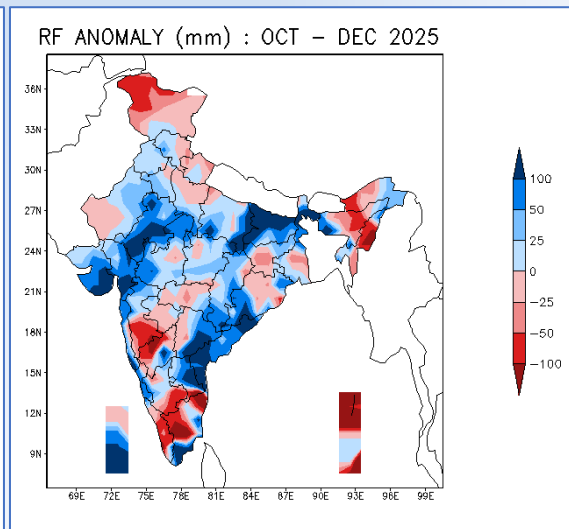 RF ANOMALY (mm) : OCT – DEC 2025
36N
33N
30N
27N
24N
21N
18N
15N
12N
9N
69E 72E 75E 78E 81E 84E 87E 90E 93E 96E 99E
100
50
25
0
−25
−50
−100